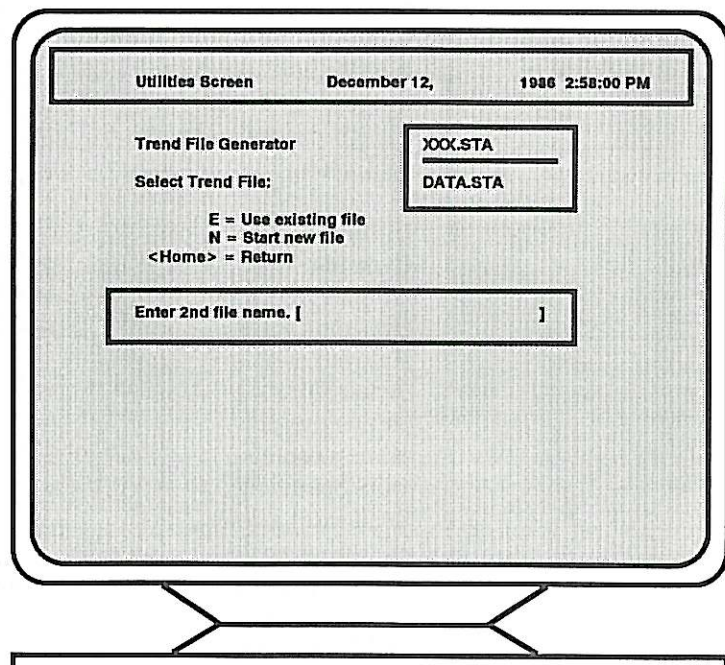 Utilities Screen December 12, 1986 2:58:00 PM
Trend File Generator XXX.STA
Select Trend File: DATA.STA
E = Use existing file
N = Start new file
<Home> = Return
Enter 2nd file name. [ ]